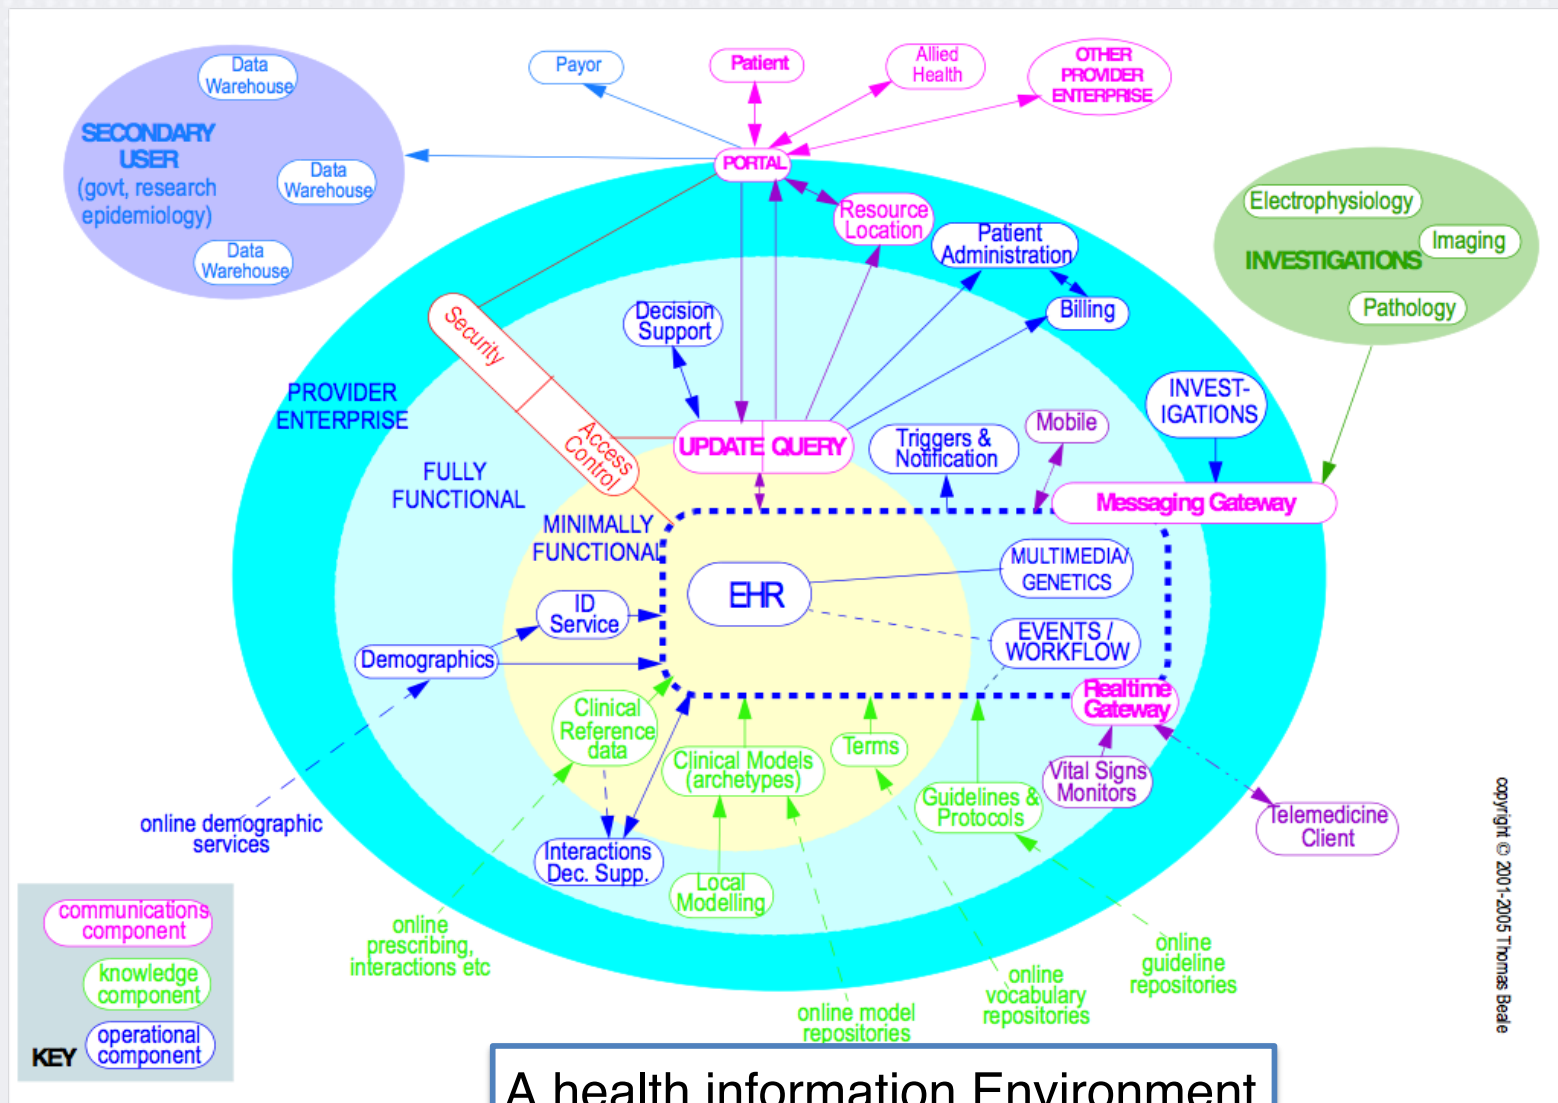 Data
Warehouse
SECONDARY
USER
(govt, research
epidemiology)
Data
Warehouse
Data
Warehouse
Payor
Patient
Allied
Health
OTHER
PROVIDER
ENTERPRISE
PORTAL
Resource
Location
Patient
Administration
Billing
Electrophysiology
Imaging
INVESTIGATIONS
Pathology
Security
Access
Control
Decision
Support
PROVIDER
ENTERPRISE
FULLY
FUNCTIONAL
MINIMALLY
FUNCTIONAL
UPDATE QUERY
Triggers &
Notification
Mobile
INVEST-
IGATIONS
Messaging Gateway
EHR
MULTIMEDIA/
GENETICS
EVENTS /
WORKFLOW
ID
Service
Demographics
Realtime
Gateway
Clinical
Reference
data
Clinical Models
(archetypes)
Terms
Guidelines &
Protocols
Vital Signs
Monitors
Telemedicine
Client
online demographic
services
Interactions
Dec. Supp.
Local
Modelling
online
prescribing,
interactions etc
online model
repositories
online
vocabulary
repositories
online
guideline
repositories
communications
component
knowledge
component
operational
component
KEY
copyright © 2001-2005 Thomas Beale
A health information Environment